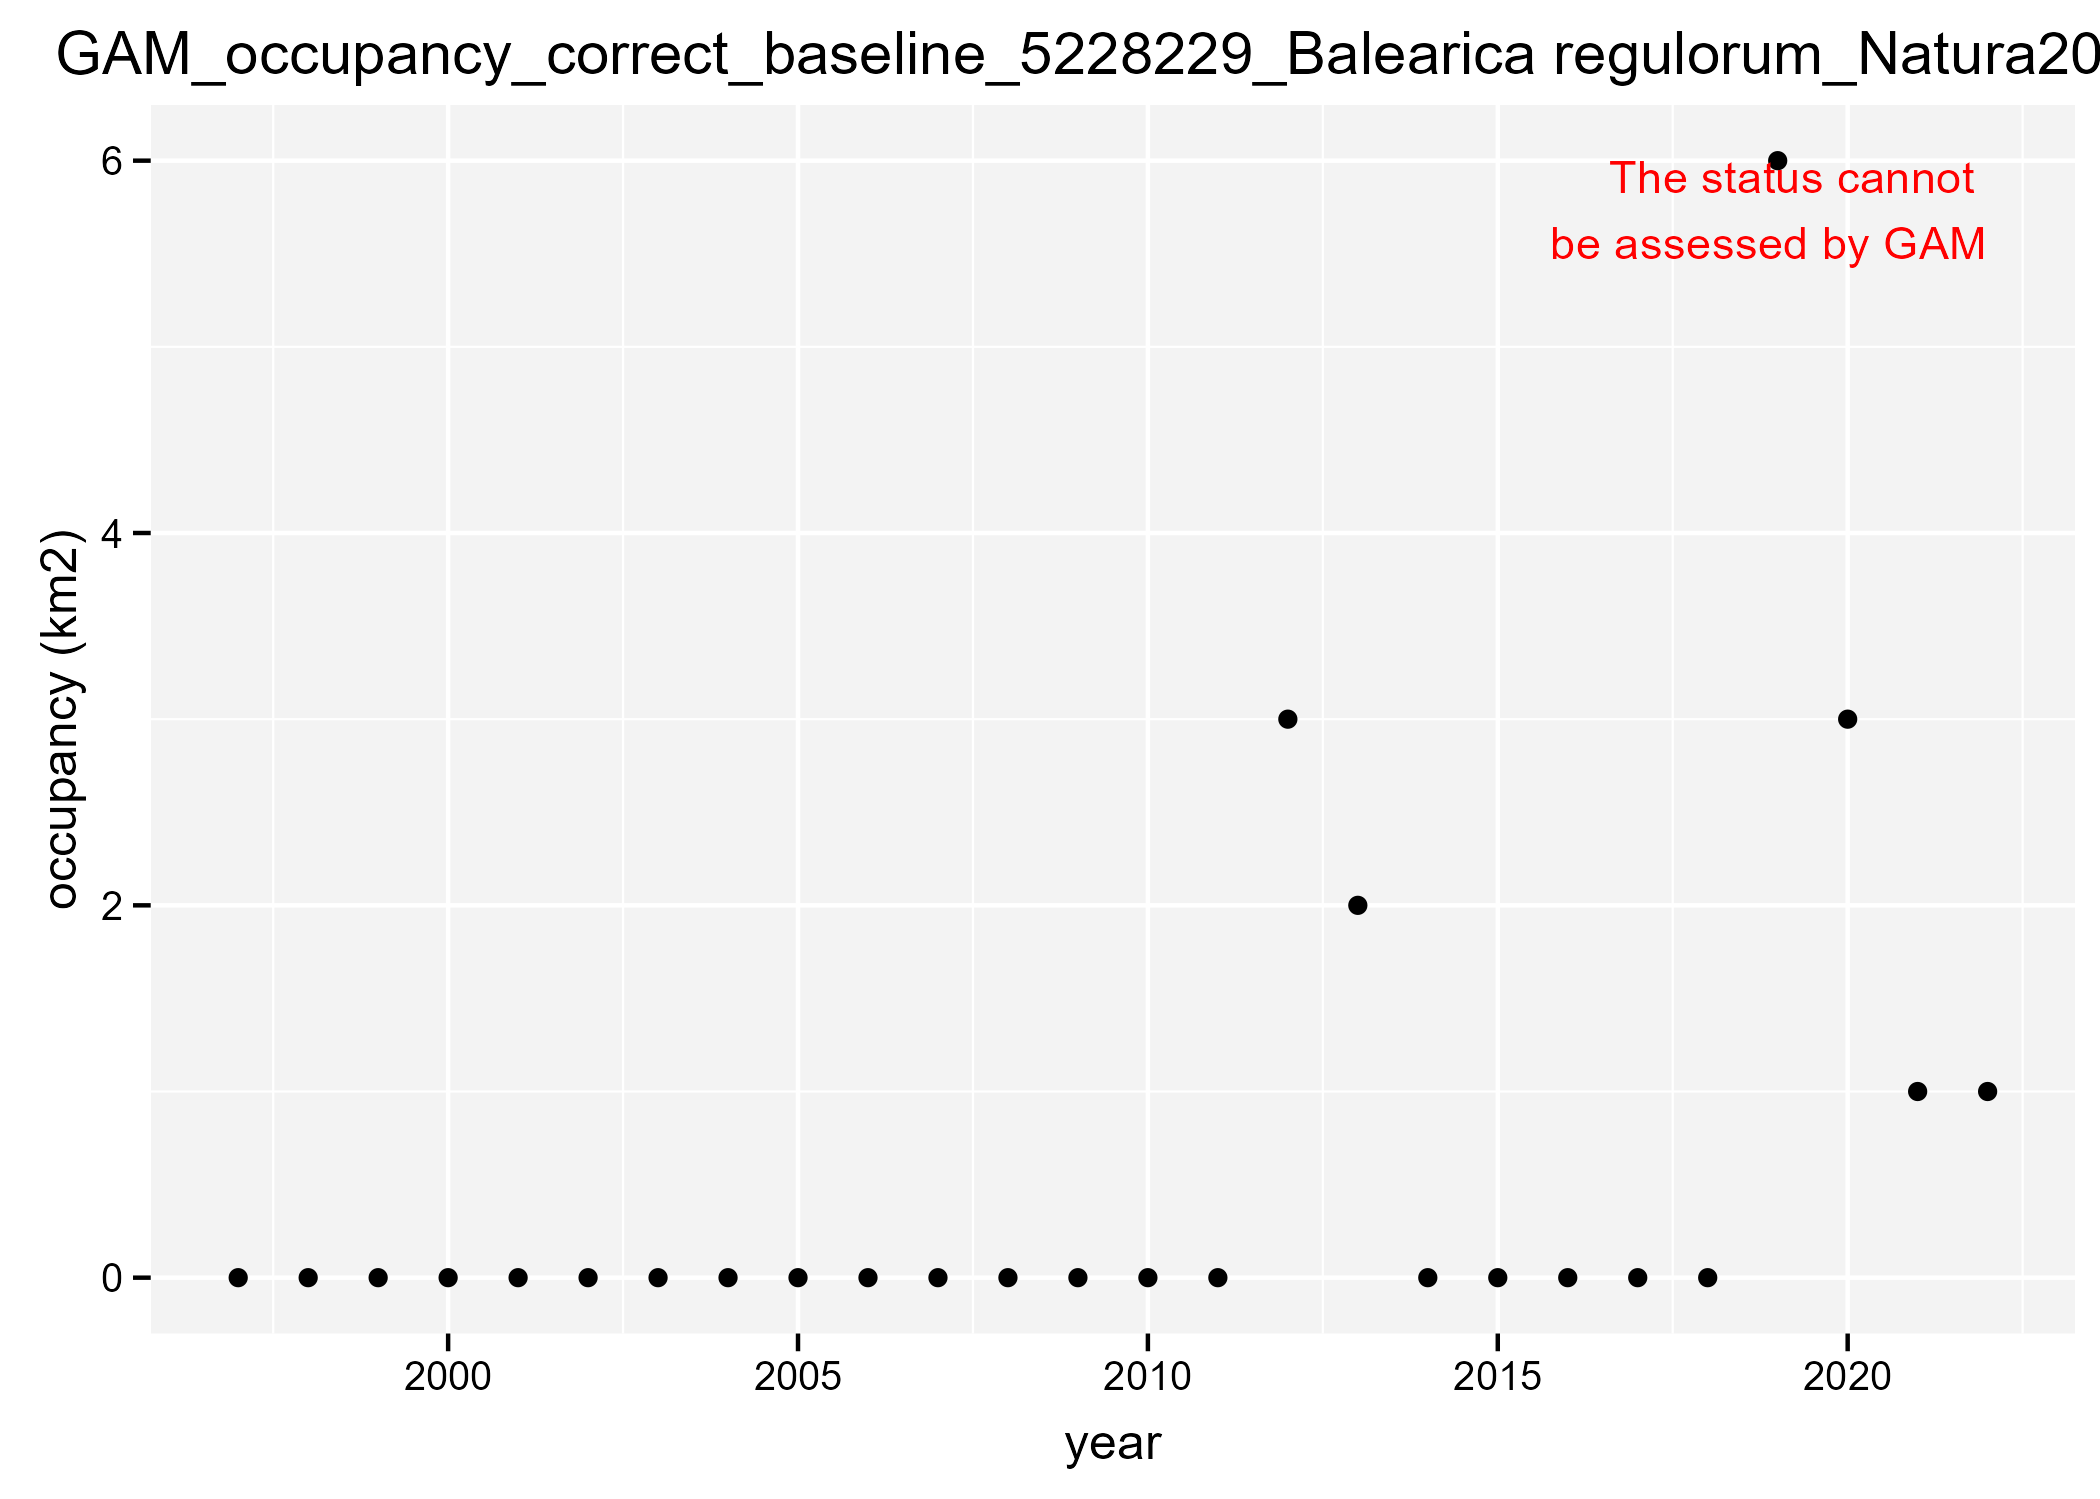 GAM_occupancy_correct_baseline_5228229_Balearica regulorum_Natura20
6
The status cannot
be assessed by GAM
4
occupancy (km2)
2
0
2000 2005 2010 2015 2020
year